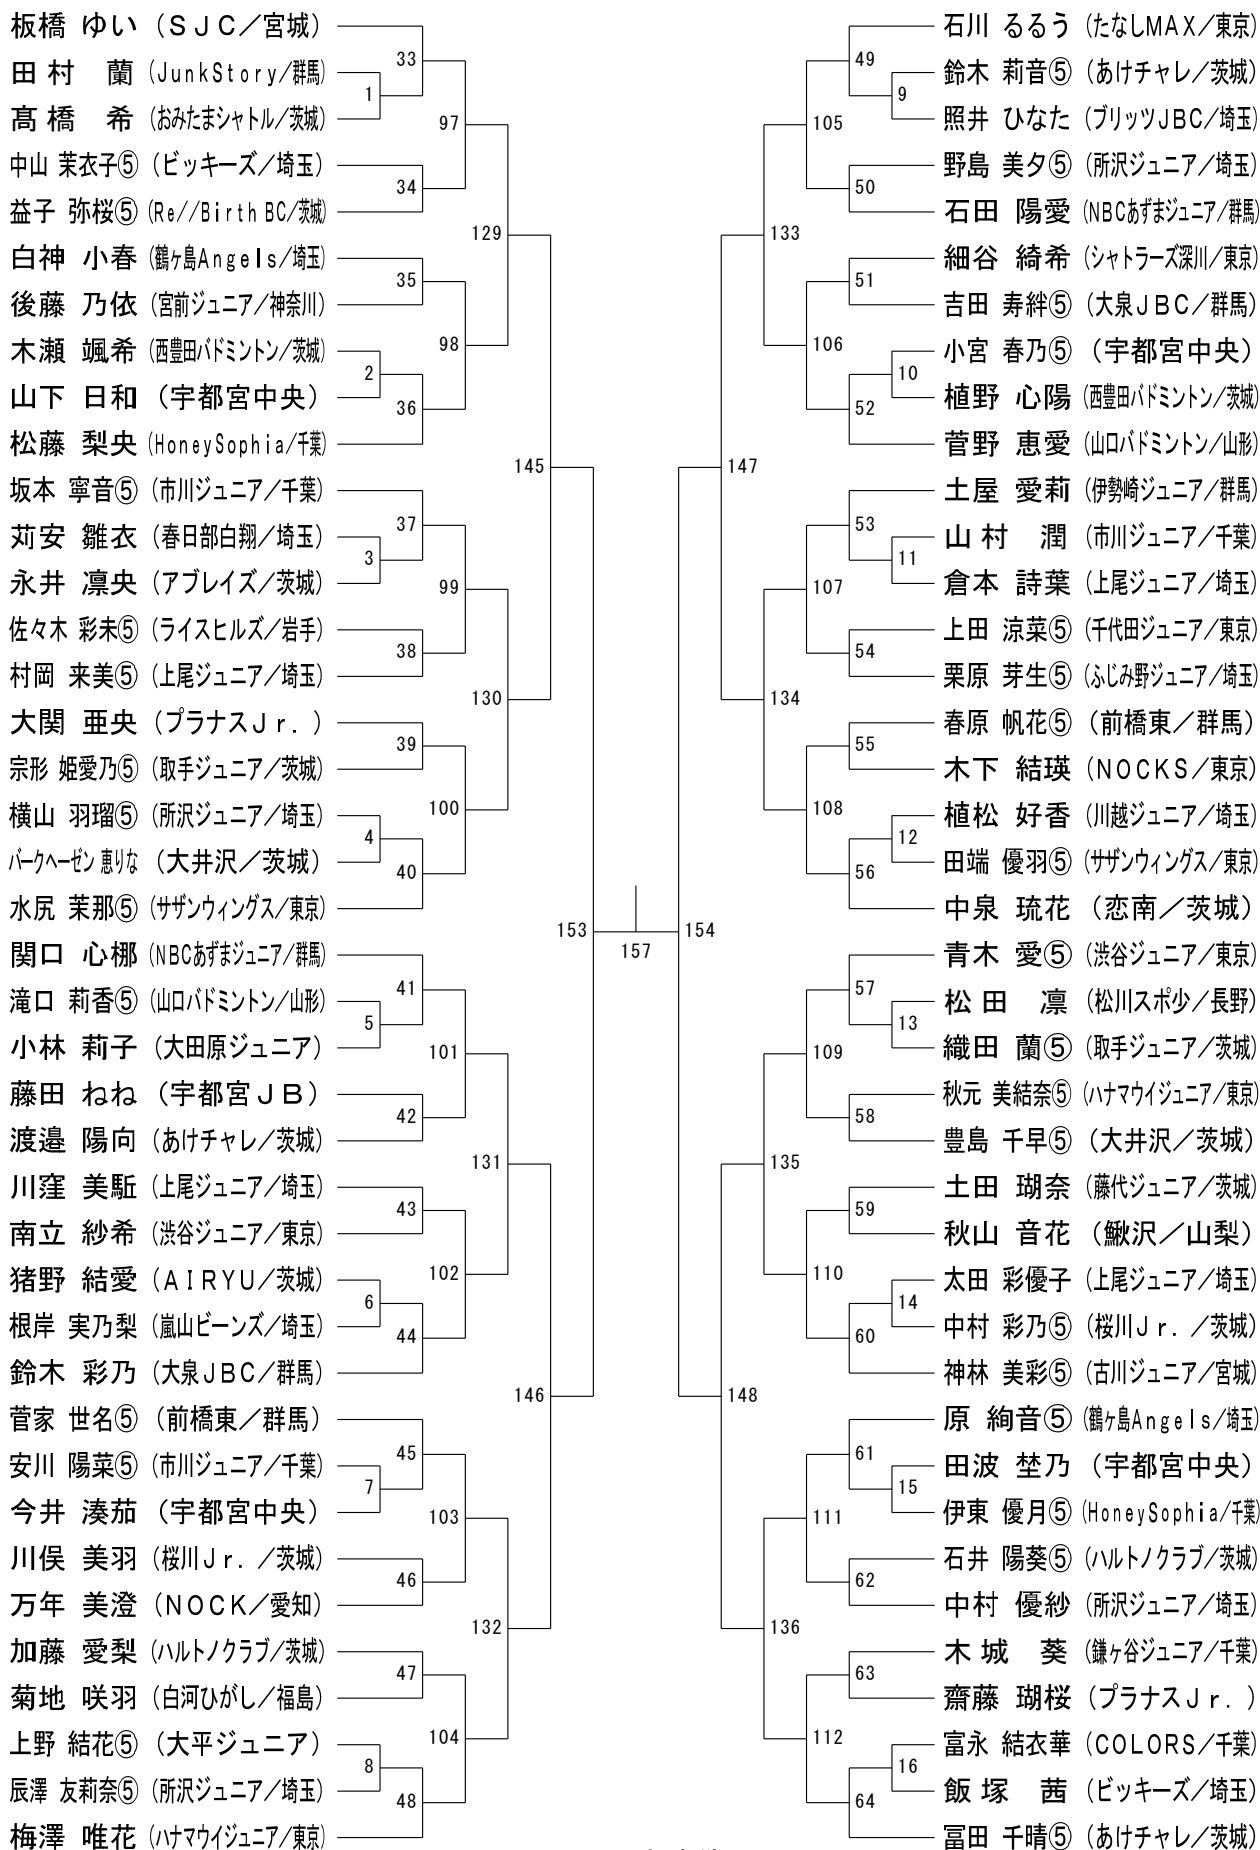 板橋 ゆい (ＳＪＣ／宮城)
田村 蘭 (JunkStory／群馬)
髙橋 希 (おみたまシャトル／茨城)
中山 茉衣子⑤ (ビッキーズ／埼玉)
益子 弥桜⑤ (Re//Birth BC／茨城)
白神 小春 (鶴ヶ島Angels／埼玉)
後藤 乃依 (宮前ジュニア／神奈川)
木瀬 颯希 (西豊田バドミントン／茨城)
山下 日和 (宇都宮中央)
松藤 梨央 (HoneySophia／千葉)
坂本 寧音⑤ (市川ジュニア／千葉)
苅安 雛衣 (春日部白翔／埼玉)
永井 凛央 (アブレイズ／茨城)
佐々木 彩未⑤ (ライスヒルズ／岩手)
村岡 来美⑤ (上尾ジュニア／埼玉)
大関 亜央 (プラナスＪｒ．)
宗形 姫愛乃⑤ (取手ジュニア／茨城)
横山 羽瑠⑤ (所沢ジュニア／埼玉)
バークヘーゼン 恵りな (大井沢／茨城)
水尻 茉那⑤ (サザンウィングス／東京)
関口 心梛 (NBCあずまジュニア／群馬)
滝口 莉香⑤ (山口バドミントン／山形)
小林 莉子 (大田原ジュニア)
藤田 ねね (宇都宮ＪＢ)
渡邉 陽向 (あけチャレ／茨城)
川窪 美駈 (上尾ジュニア／埼玉)
南立 紗希 (渋谷ジュニア／東京)
猪野 結愛 (ＡＩＲＹＵ／茨城)
根岸 実乃梨 (嵐山ビーンズ／埼玉)
鈴木 彩乃 (大泉ＪＢＣ／群馬)
菅家 世名⑤ (前橋東／群馬)
安川 陽菜⑤ (市川ジュニア／千葉)
今井 湊茄 (宇都宮中央)
川俣 美羽 (桜川Ｊｒ．／茨城)
万年 美澄 (ＮＯＣＫ／愛知)
加藤 愛梨 (ハルトノクラブ／茨城)
菊地 咲羽 (白河ひがし／福島)
上野 結花⑤ (大平ジュニア)
辰澤 友莉奈⑤ (所沢ジュニア／埼玉)
梅澤 唯花 (ハナマウイジュニア／東京)
33
1
97
34
129
35
98
2
36
145
37
3
99
38
130
39
100
4
40
153
41
5
101
42
131
43
102
6
44
146
45
7
103
46
132
47
104
8
48
157
154
49
9
105
50
133
51
106
10
52
147
53
11
107
54
134
55
108
12
56
57
13
109
58
135
59
110
14
60
148
61
15
111
62
136
63
112
16
64
石川 るるう (たなしMAX／東京)
鈴木 莉音⑤ (あけチャレ／茨城)
照井 ひなた (ブリッツJBC／埼玉)
野島 美夕⑤ (所沢ジュニア／埼玉)
石田 陽愛 (NBCあずまジュニア／群馬)
細谷 綺希 (シャトラーズ深川／東京)
吉田 寿絆⑤ (大泉ＪＢＣ／群馬)
小宮 春乃⑤ (宇都宮中央)
植野 心陽 (西豊田バドミントン／茨城)
菅野 恵愛 (山口バドミントン／山形)
土屋 愛莉 (伊勢崎ジュニア／群馬)
山村 潤 (市川ジュニア／千葉)
倉本 詩葉 (上尾ジュニア／埼玉)
上田 涼菜⑤ (千代田ジュニア／東京)
栗原 芽生⑤ (ふじみ野ジュニア／埼玉)
春原 帆花⑤ (前橋東／群馬)
木下 結瑛 (ＮＯＣＫＳ／東京)
植松 好香 (川越ジュニア／埼玉)
田端 優羽⑤ (サザンウィングス／東京)
中泉 琉花 (恋南／茨城)
青木 愛⑤ (渋谷ジュニア／東京)
松田 凛 (松川スポ少／長野)
織田 蘭⑤ (取手ジュニア／茨城)
秋元 美結奈⑤ (ハナマウイジュニア／東京)
豊島 千早⑤ (大井沢／茨城)
土田 瑚奈 (藤代ジュニア／茨城)
秋山 音花 (鰍沢／山梨)
太田 彩優子 (上尾ジュニア／埼玉)
中村 彩乃⑤ (桜川Ｊｒ．／茨城)
神林 美彩⑤ (古川ジュニア／宮城)
原 絢音⑤ (鶴ヶ島Angels／埼玉)
田波 埜乃 (宇都宮中央)
伊東 優月⑤ (HoneySophia／千葉)
石井 陽葵⑤ (ハルトノクラブ／茨城)
中村 優紗 (所沢ジュニア／埼玉)
木城 葵 (鎌ヶ谷ジュニア／千葉)
齋藤 瑚桜 (プラナスＪｒ．)
富永 結衣華 (ＣＯＬＯＲＳ／千葉)
飯塚 茜 (ビッキーズ／埼玉)
冨田 千晴⑤ (あけチャレ／茨城)